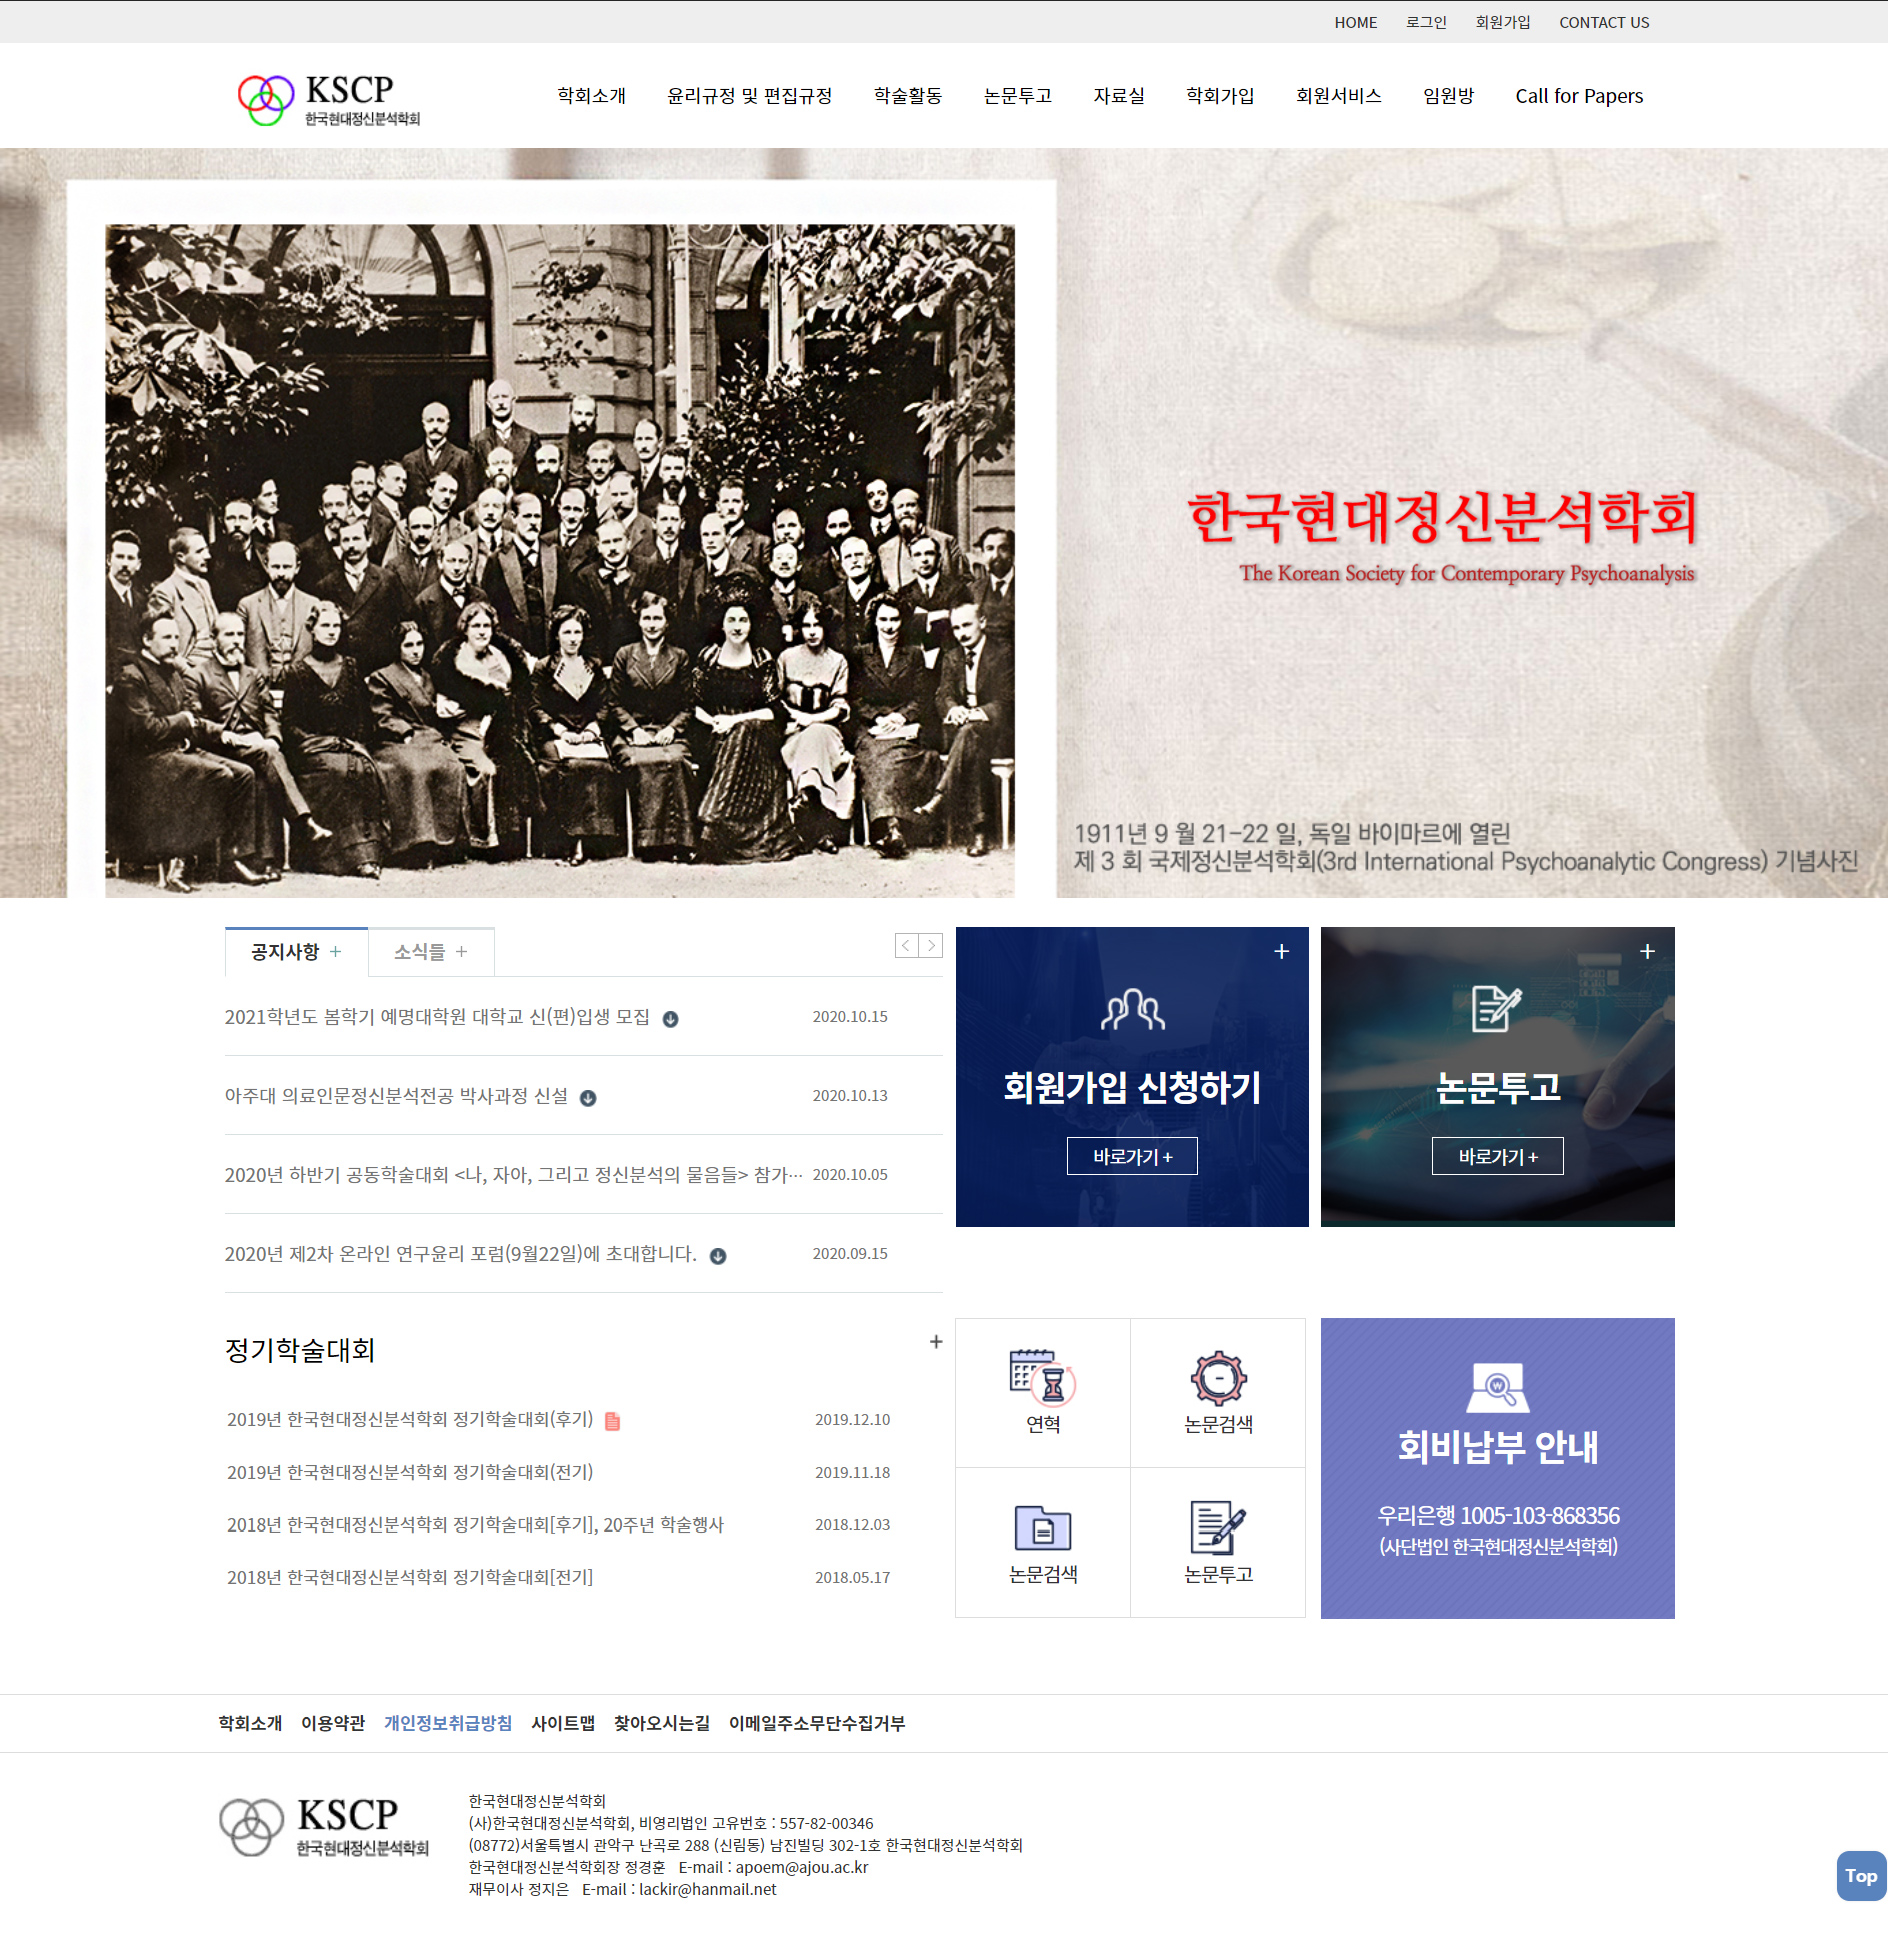 HOME 로그인 회원가입 CONTACT US
KSCP
한국현대정신분석학회
학회소개 윤리규정 및 편집규정 학술활동 논문투고 자료실 학회가입 회원서비스 임원방 Call for Papers
한국현대정신분석학회
The Korean Society for Contemporary Psychoanalysis
1911년 9 월 21-22 일, 독일 바이마르에 열린
제 3 회 국제정신분석학회(3rd International Psychoanalytic Congress) 기념사진
공지사항 + 소식들 +
2021학년도 봄학기 예명대학원 대학교 신(편)입생 모집 2020.10.15
아주대 의료인문정신분석전공 박사과정 신설 2020.10.13
2020년 하반기 공동학술대회 <나, 자아, 그리고 정신분석의 물음들> 참가… 2020.10.05
2020년 제2차 온라인 연구윤리 포럼(9월22일)에 초대합니다. 2020.09.15
+
회원가입 신청하기
바로가기 +
+
논문투고
바로가기 +
정기학술대회 +
2019년 한국현대정신분석학회 정기학술대회(후기) 2019.12.10
2019년 한국현대정신분석학회 정기학술대회(전기) 2019.11.18
2018년 한국현대정신분석학회 정기학술대회[후기], 20주년 학술행사 2018.12.03
2018년 한국현대정신분석학회 정기학술대회[전기] 2018.05.17
연혁 논문검색
논문검색 논문투고
회비납부 안내
우리은행 1005-103-868356
(사단법인 한국현대정신분석학회)
학회소개 이용약관 개인정보취급방침 사이트맵 찾아오시는길 이메일주소무단수집거부
KSCP
한국현대정신분석학회
한국현대정신분석학회
(사)한국현대정신분석학회, 비영리법인 고유번호 : 557-82-00346
(08772)서울특별시 관악구 난곡로 288 (신림동) 남진빌딩 302-1호 한국현대정신분석학회
한국현대정신분석학회장 정경훈 E-mail : apoem@ajou.ac.kr
재무이사 정지은 E-mail : lackir@hanmail.net
Top